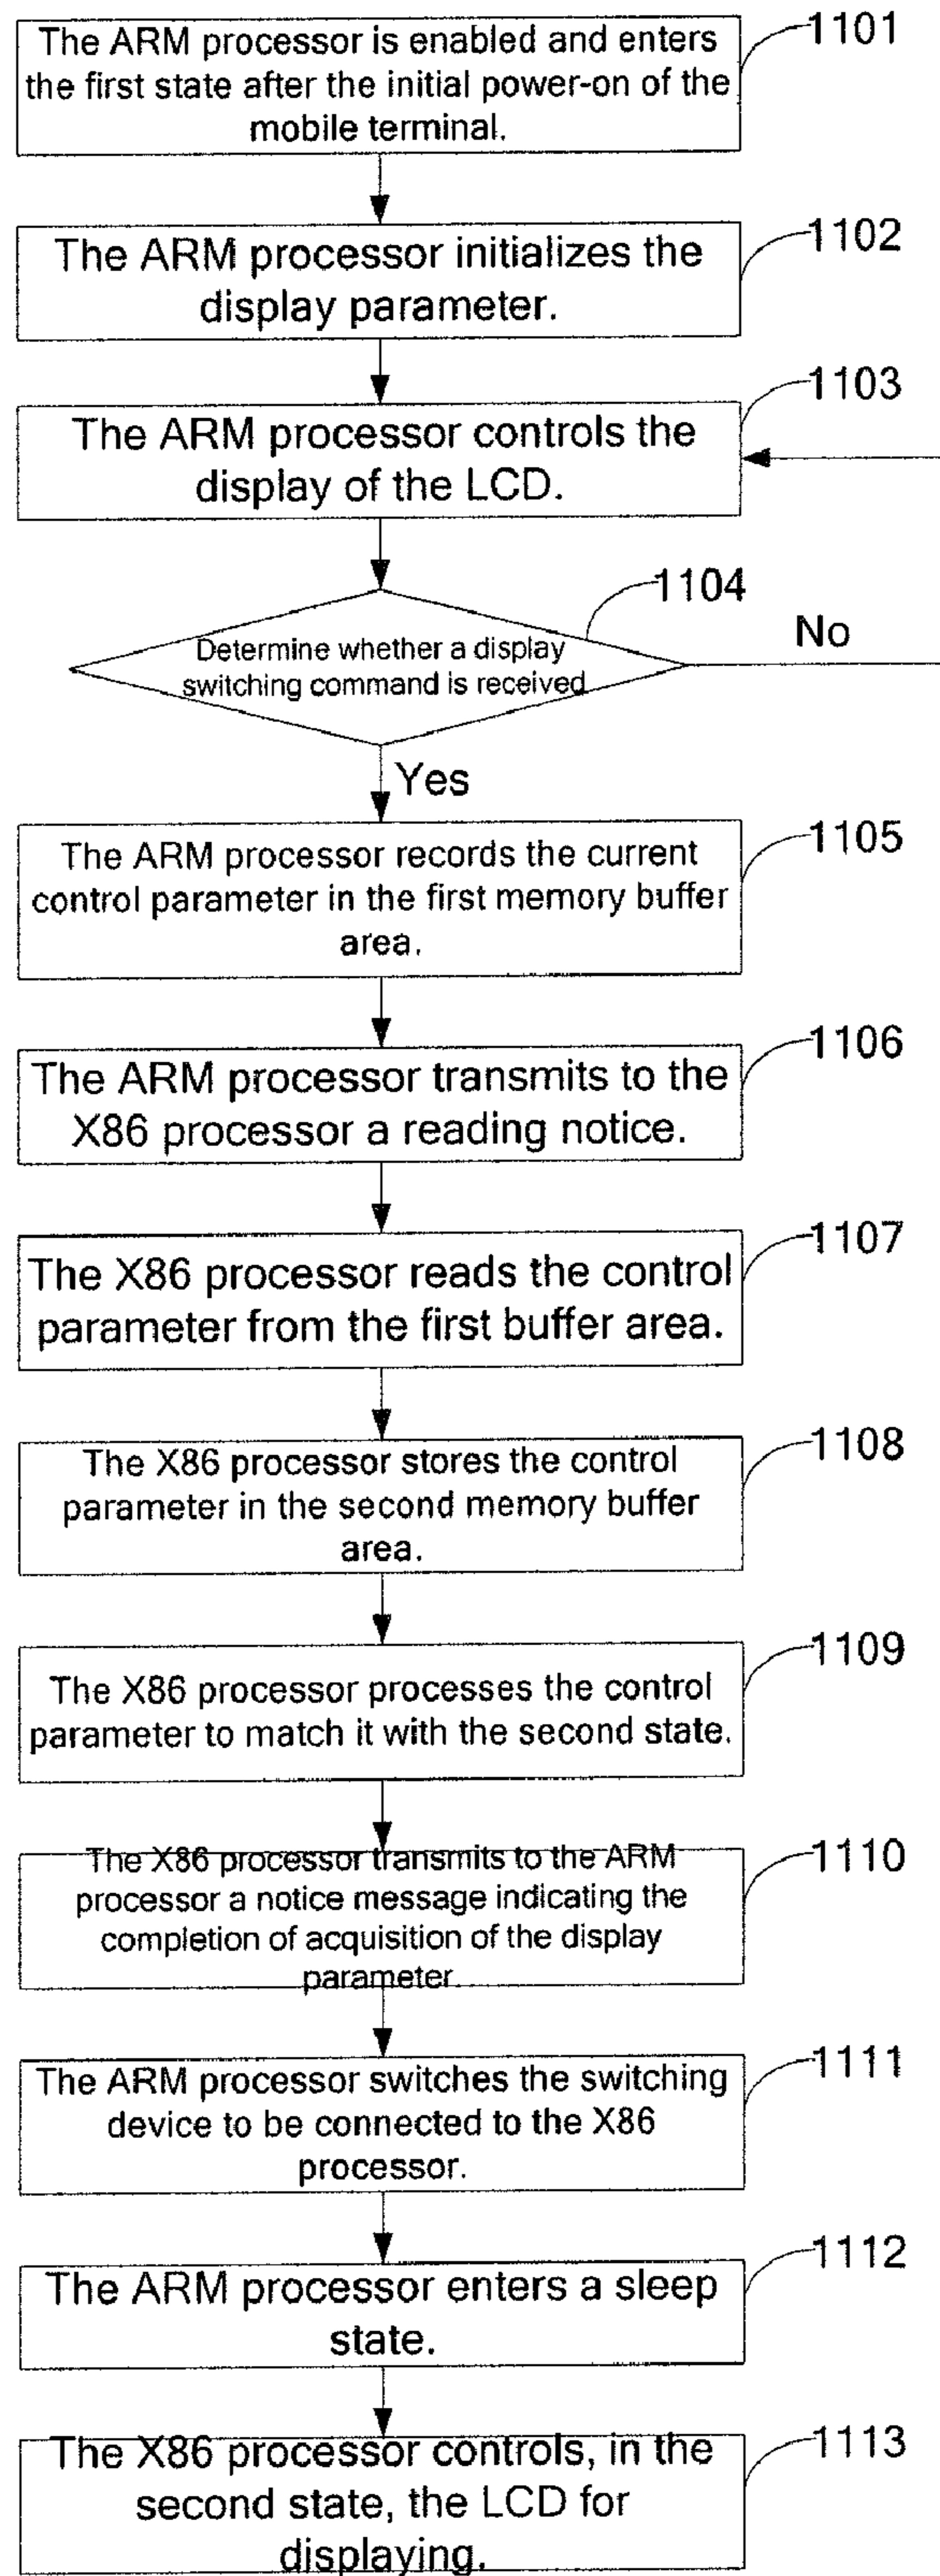 1101
The ARM processor is enabled and enters
the first state after the initial power-on of the
mobile terminal.
1102
The ARM processor initializes the
display parameter.
1103
The ARM processor controls the
display of the LCD.
1104
No
Determine whether a display
switching command is received
Yes
1105
The ARM processor records the current
control parameter in the first memory buffer
area.
1106
The ARM processor transmits to the
X86 processor a reading notice.
1107
The X86 processor reads the control
parameter from the first buffer area.
1108
The X86 processor stores the control
parameter in the second memory buffer
area.
1109
The X86 processor processes the control
parameter to match it with the second state.
1110
The X86 processor transmits to the ARM
processor a notice message indicating the
completion of acquisition of the display
parameter.
1111
The ARM processor switches the switching
device to be connected to the X86
processor.
1112
The ARM processor enters a sleep
state.
1113
The X86 processor controls, in the
second state, the LCD for
displaying.